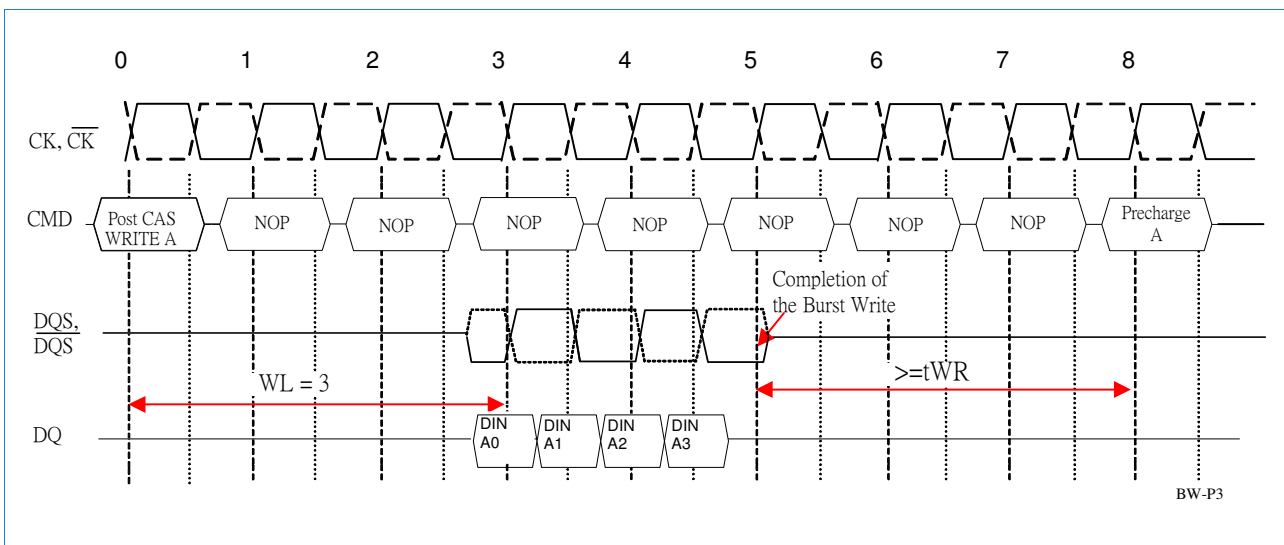 0 1 2 3 4 5 6 7 8
CK, CK
CMD
Post CAS
WRITE A
NOP
NOP
NOP
NOP
NOP
NOP
NOP
Precharge
A
Completion of
the Burst Write
DQS,
DQS
WL = 3
>=tWR
DQ
DIN
A0
DIN
A1
DIN
A2
DIN
A3
BW-P3